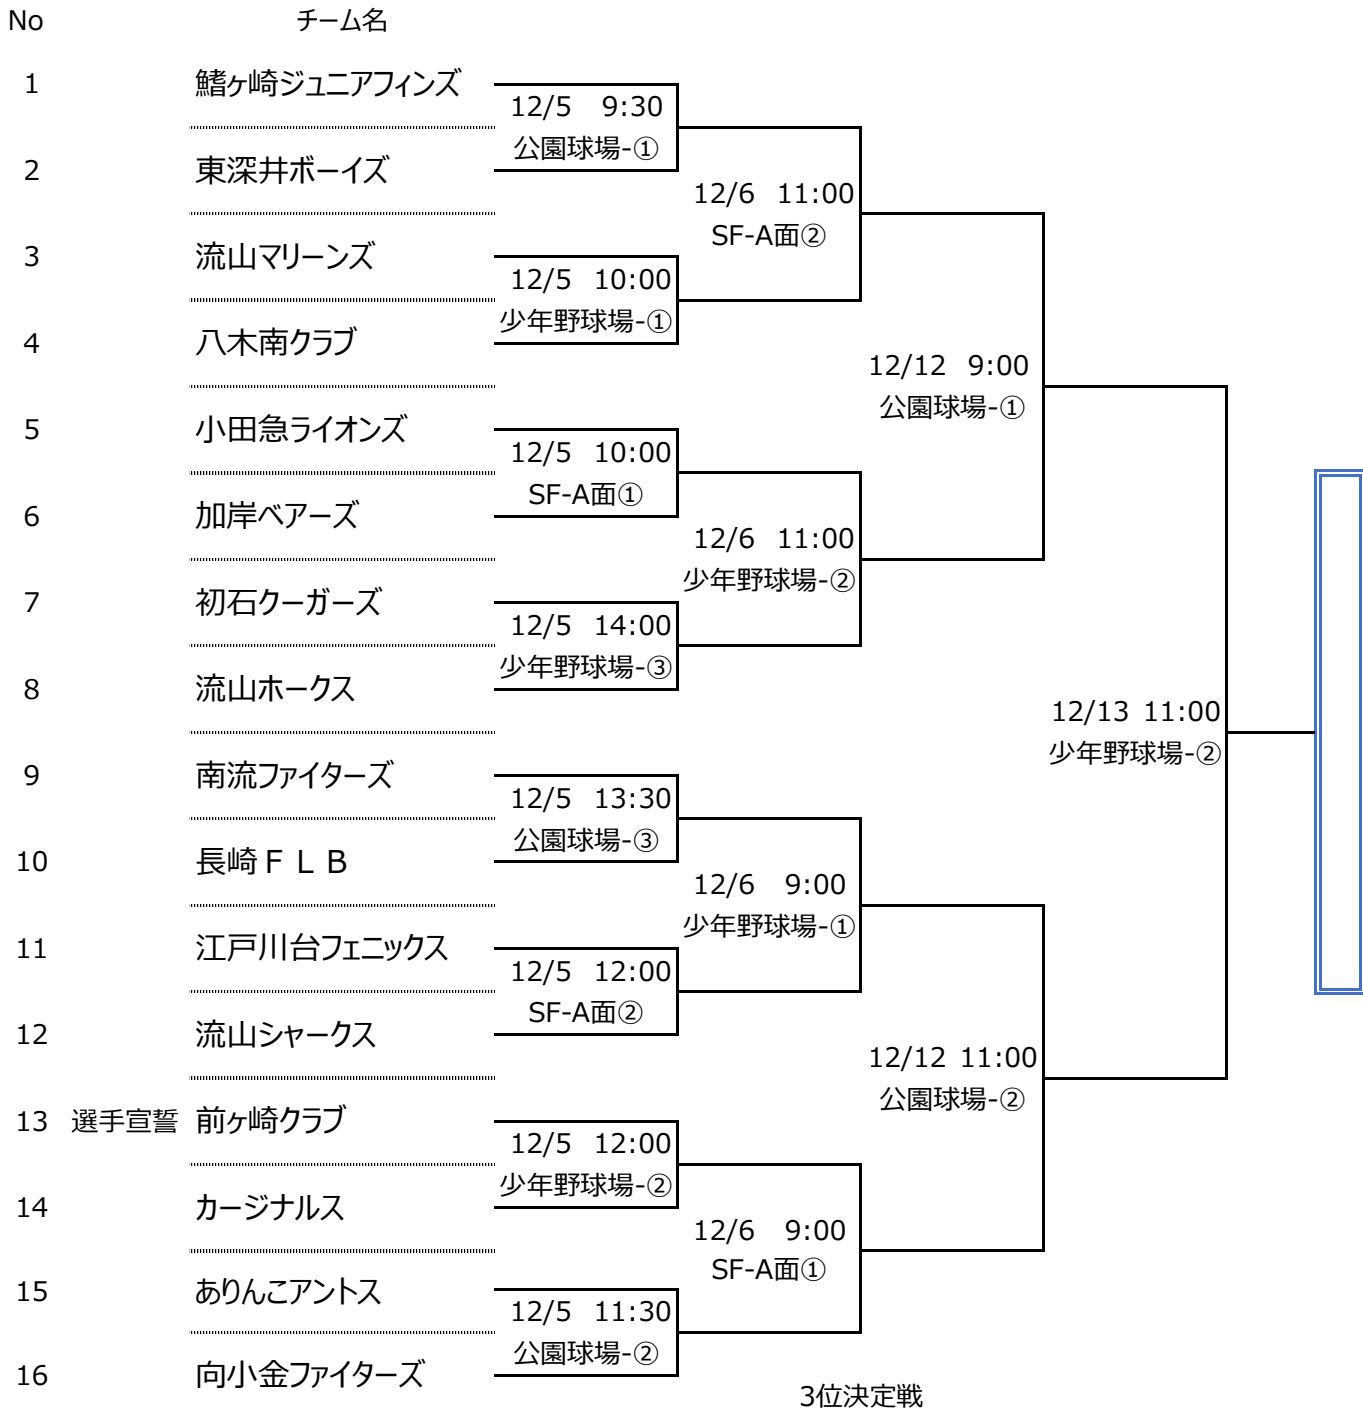 No チーム名
1 鰭ヶ崎ジュニアフィンズ
12/5 9:30
公園球場-①
2 東深井ボーイズ
12/6 11:00
SF-A面②
3 流山マリーンズ
12/5 10:00
少年野球場-①
4 八木南クラブ
12/12 9:00
公園球場-①
5 小田急ライオンズ
12/5 10:00
SF-A面①
6 加岸ベアーズ
12/6 11:00
少年野球場-②
7 初石クーガーズ
12/5 14:00
少年野球場-③
8 流山ホークス
12/13 11:00
少年野球場-②
9 南流ファイターズ
12/5 13:30
公園球場-③
10 長崎ＦＬＢ
12/6 9:00
少年野球場-①
11 江戸川台フェニックス
12/5 12:00
SF-A面②
12 流山シャークス
12/12 11:00
公園球場-②
13 選手宣誓 前ヶ崎クラブ
12/5 12:00
少年野球場-②
14 カージナルス
12/6 9:00
SF-A面①
15 ありんこアントス
12/5 11:30
公園球場-②
16 向小金ファイターズ
3位決定戦